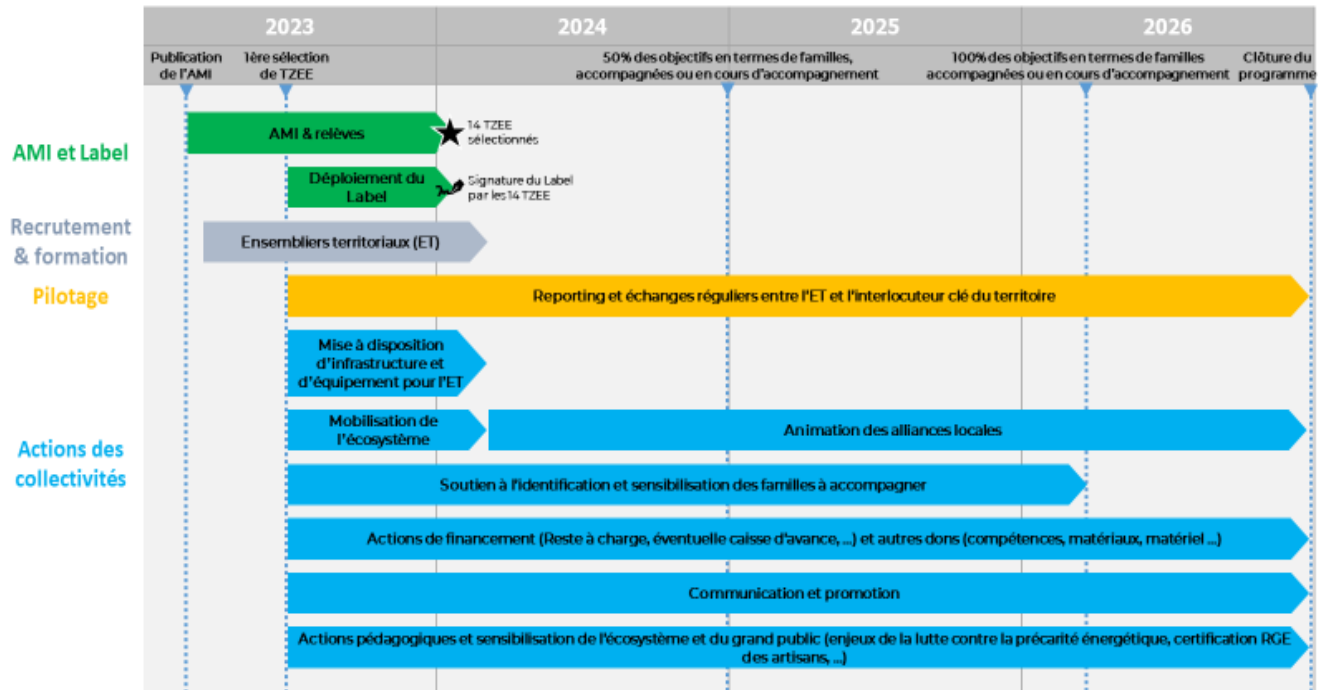 2023
2024
2025
2026
Publication
de l'AMI
1ère sélection
de TZEE
50% des objectifs en termes de familles,
accompagnées ou en cours d'accompagnement
100% des objectifs en termes de familles
accompagnées ou en cours d'accompagnement
Clôture du
programme
AMI et Label
AMI & relèves
14 TZEE
sélectionnés
Déploiement du
Label
Signature du Label
par les 14 TZEE
Recrutement
& formation
Ensembliers territoriaux (ET)
Pilotage
Reporting et échanges réguliers entre l'ET et l'interlocuteur clé du territoire
Actions des
collectivités
Mise à disposition
d'infrastructure et
d'équipement pour l'ET
Mobilisation de
l'écosystème
Animation des alliances locales
Soutien à l'identification et sensibilisation des familles à accompagner
Actions de financement (Reste à charge, éventuelle caisse d'avance, ...) et autres dons (compétences, matériaux, matériel ...)
Communication et promotion
Actions pédagogiques et sensibilisation de l'écosystème et du grand public (enjeux de la lutte contre la précarité énergétique, certification RGE
des artisans, ...)